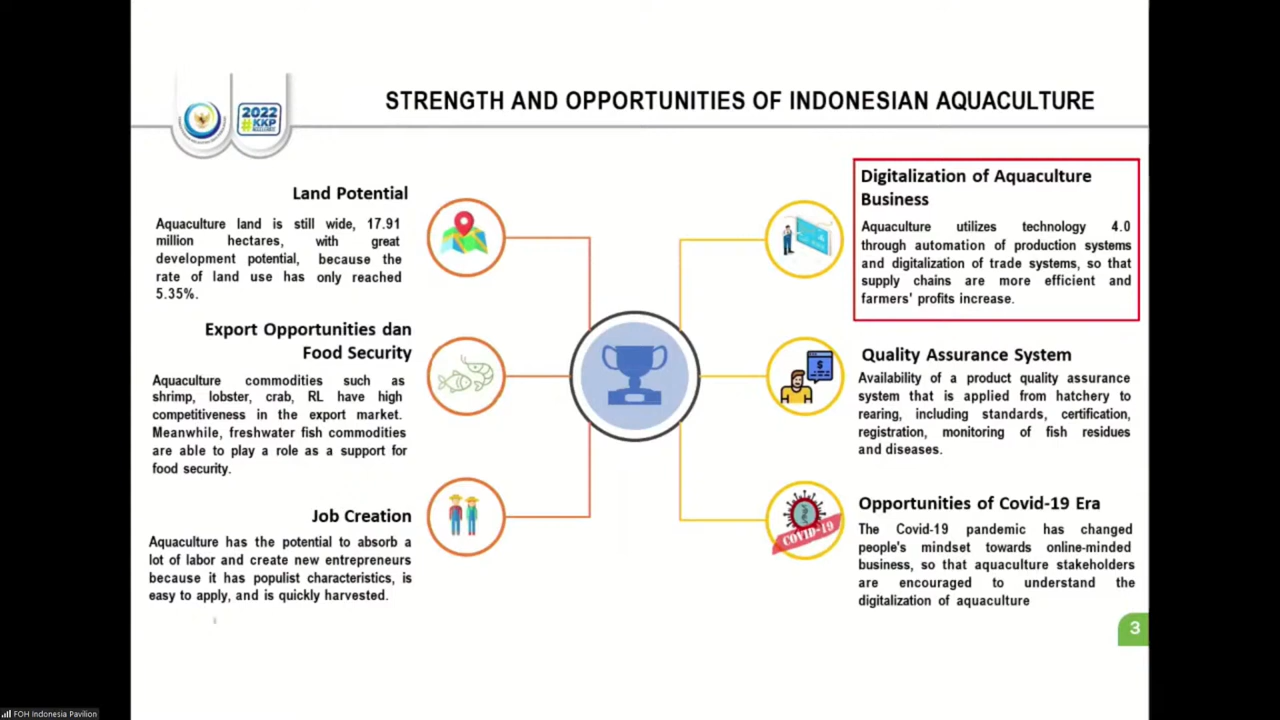 STRENGTH AND OPPORTUNITIES OF INDONESIAN AQUACULTURE
2022
#KKP
Land Potential
Aquaculture land is still wide, 17.91
million hectares, with great
development potential, because the
rate of land use has only reached
5.35%.
Export Opportunities dan
Food Security
Aquaculture commodities such as
shrimp, lobster, crab, RL have high
competitiveness in the export market.
Meanwhile, freshwater fish commodities
are able to play a role as a support for
food security.
Job Creation
Aquaculture has the potential to absorb a
lot of labor and create new entrepreneurs
because it has populist characteristics, is
easy to apply, and is quickly harvested.
Digitalization of Aquaculture
Business
Aquaculture utilizes technology 4.0
through automation of production systems
and digitalization of trade systems, so that
supply chains are more efficient and
farmers' profits increase.
Quality Assurance System
Availability of a product quality assurance
system that is applied from hatchery to
rearing, including standards, certification,
registration, monitoring of fish residues
and diseases.
$
Opportunities of Covid-19 Era
The Covid-19 pandemic has changed
people's mindset towards online-minded
business, so that aquaculture stakeholders
are encouraged to understand the
digitalization of aquaculture
COVID-19
3
FOH Indonesia Pavilion